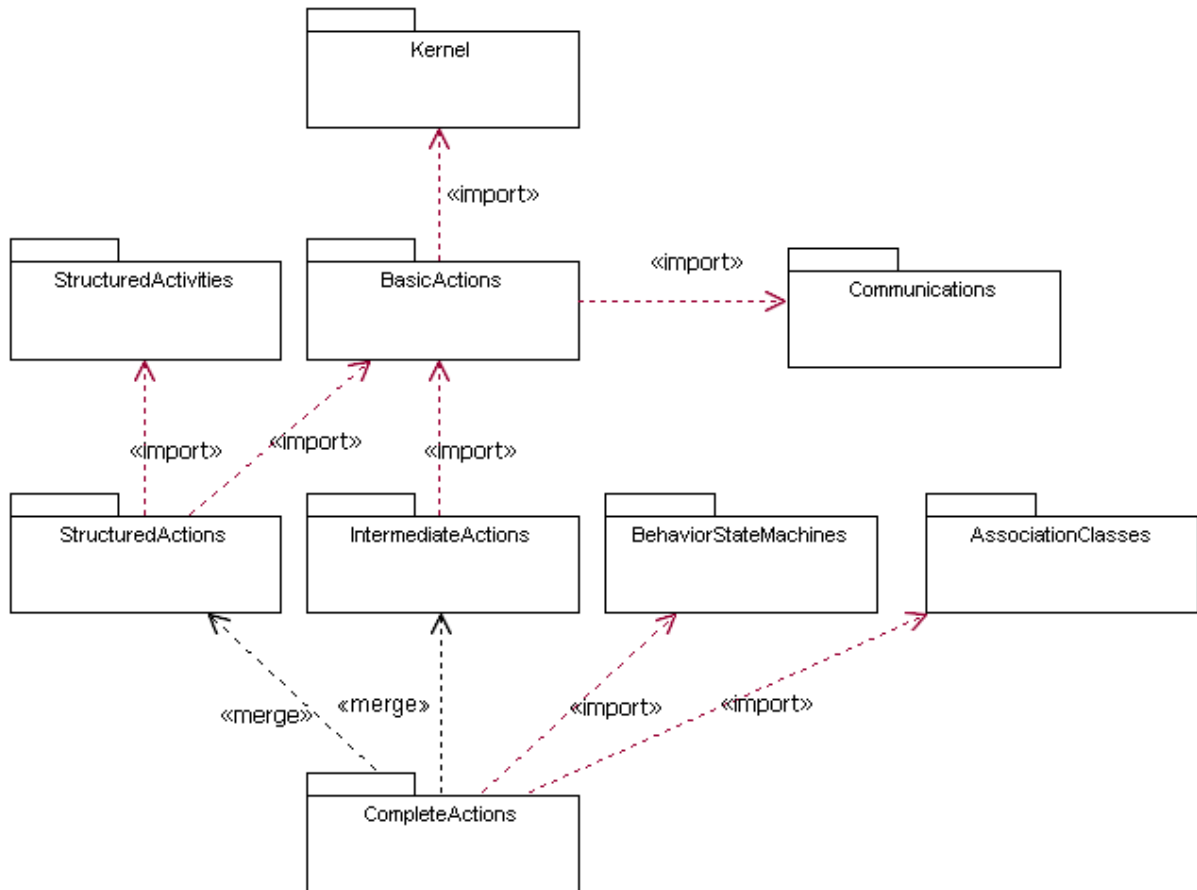 Kernel
«import»
StructuredActivities
BasicActions
«import»
Communications
«import»
«import»
«import»
StructuredActions
IntermediateActions
BehaviorStateMachines
AssociationClasses
«merge»
«merge»
«import»
«import»
CompleteActions